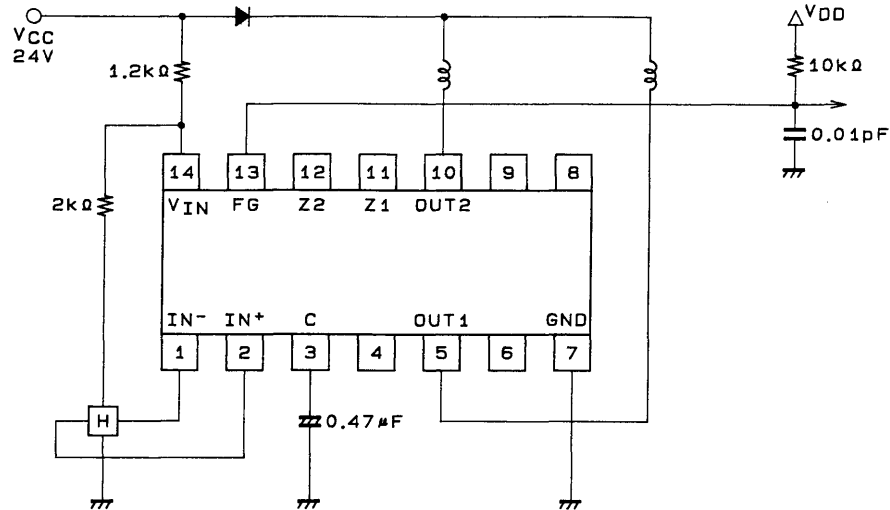 VCC
24V
VDD
1.2kΩ
10kΩ
0.01pF
14 13 12 11 10 9 8
2kΩ
VIN FG Z2 Z1 OUT2
IN- IN+ C OUT1 GND
1 2 3 4 5 6 7
H
0.47μF